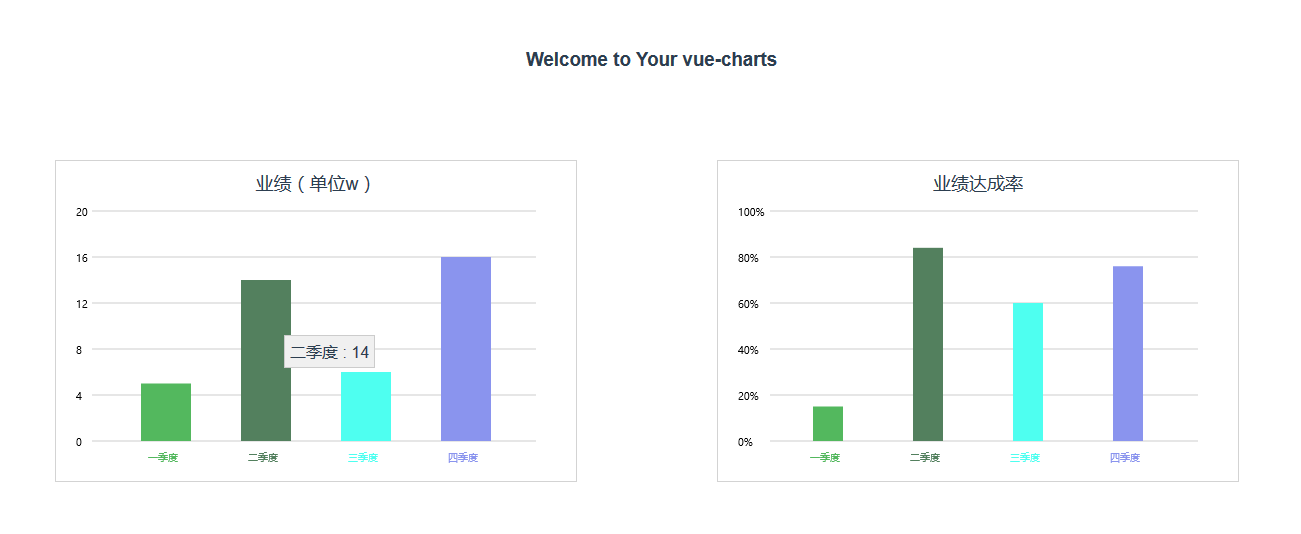 Welcome to Your vue-charts
业绩（单位w）
20
16
12
8
4
0
二季度 : 14
一季度
二季度
三季度
四季度
业绩达成率
100%
80%
60%
40%
20%
0%
一季度
二季度
三季度
四季度